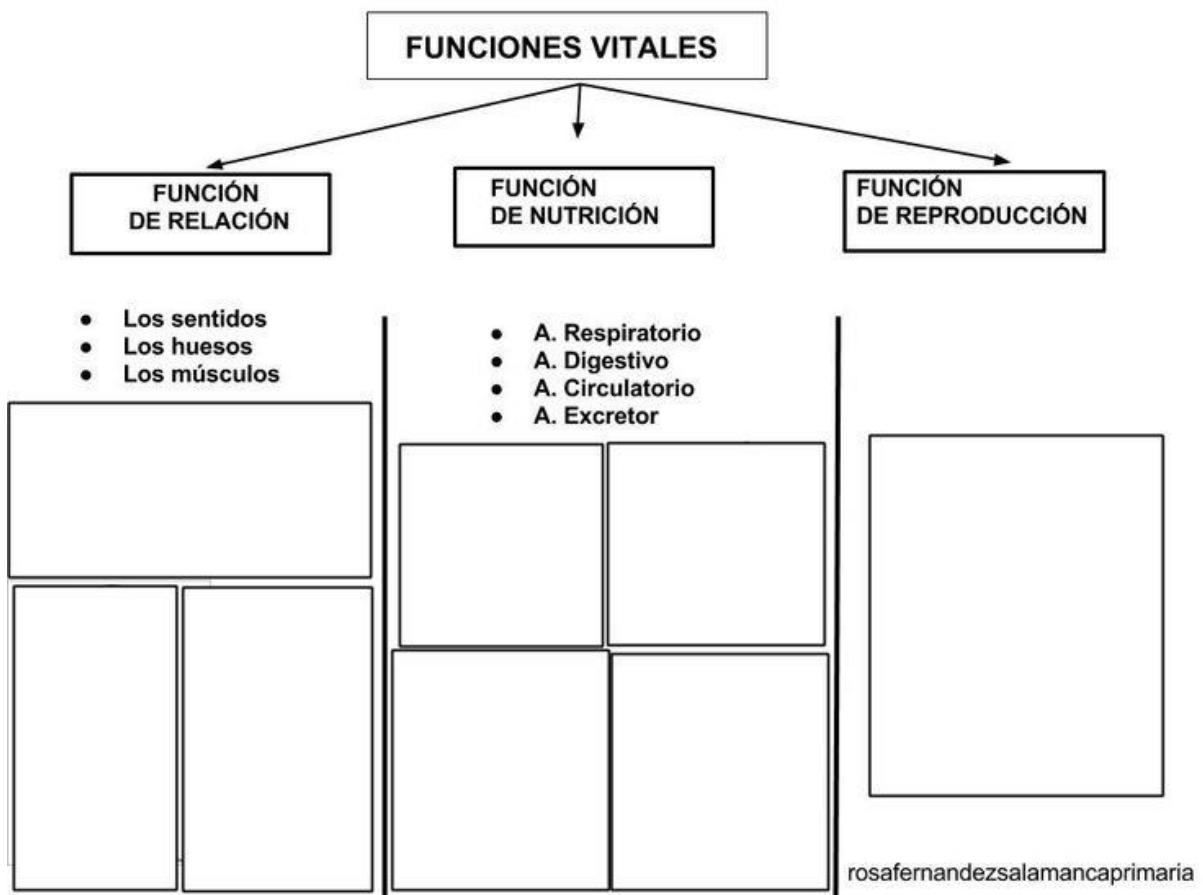 FUNCIONES VITALES
FUNCIÓN
DE RELACIÓN
FUNCIÓN
DE NUTRICIÓN
FUNCIÓN
DE REPRODUCCIÓN
● Los sentidos
● Los huesos
● Los músculos
● A. Respiratorio
● A. Digestivo
● A. Circulatorio
● A. Excretor
rosafernandezsalamancaprimaria